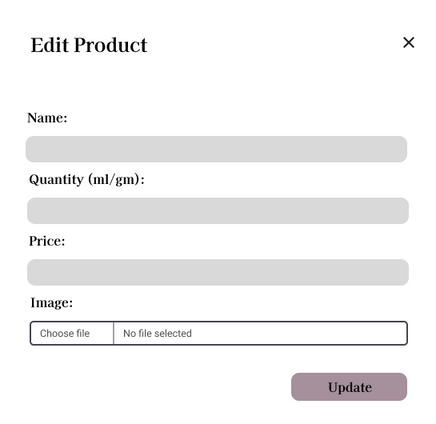 Edit Product
Name:
Quantity (ml/gm):
Price:
Image:
Choose file No file selected
Update